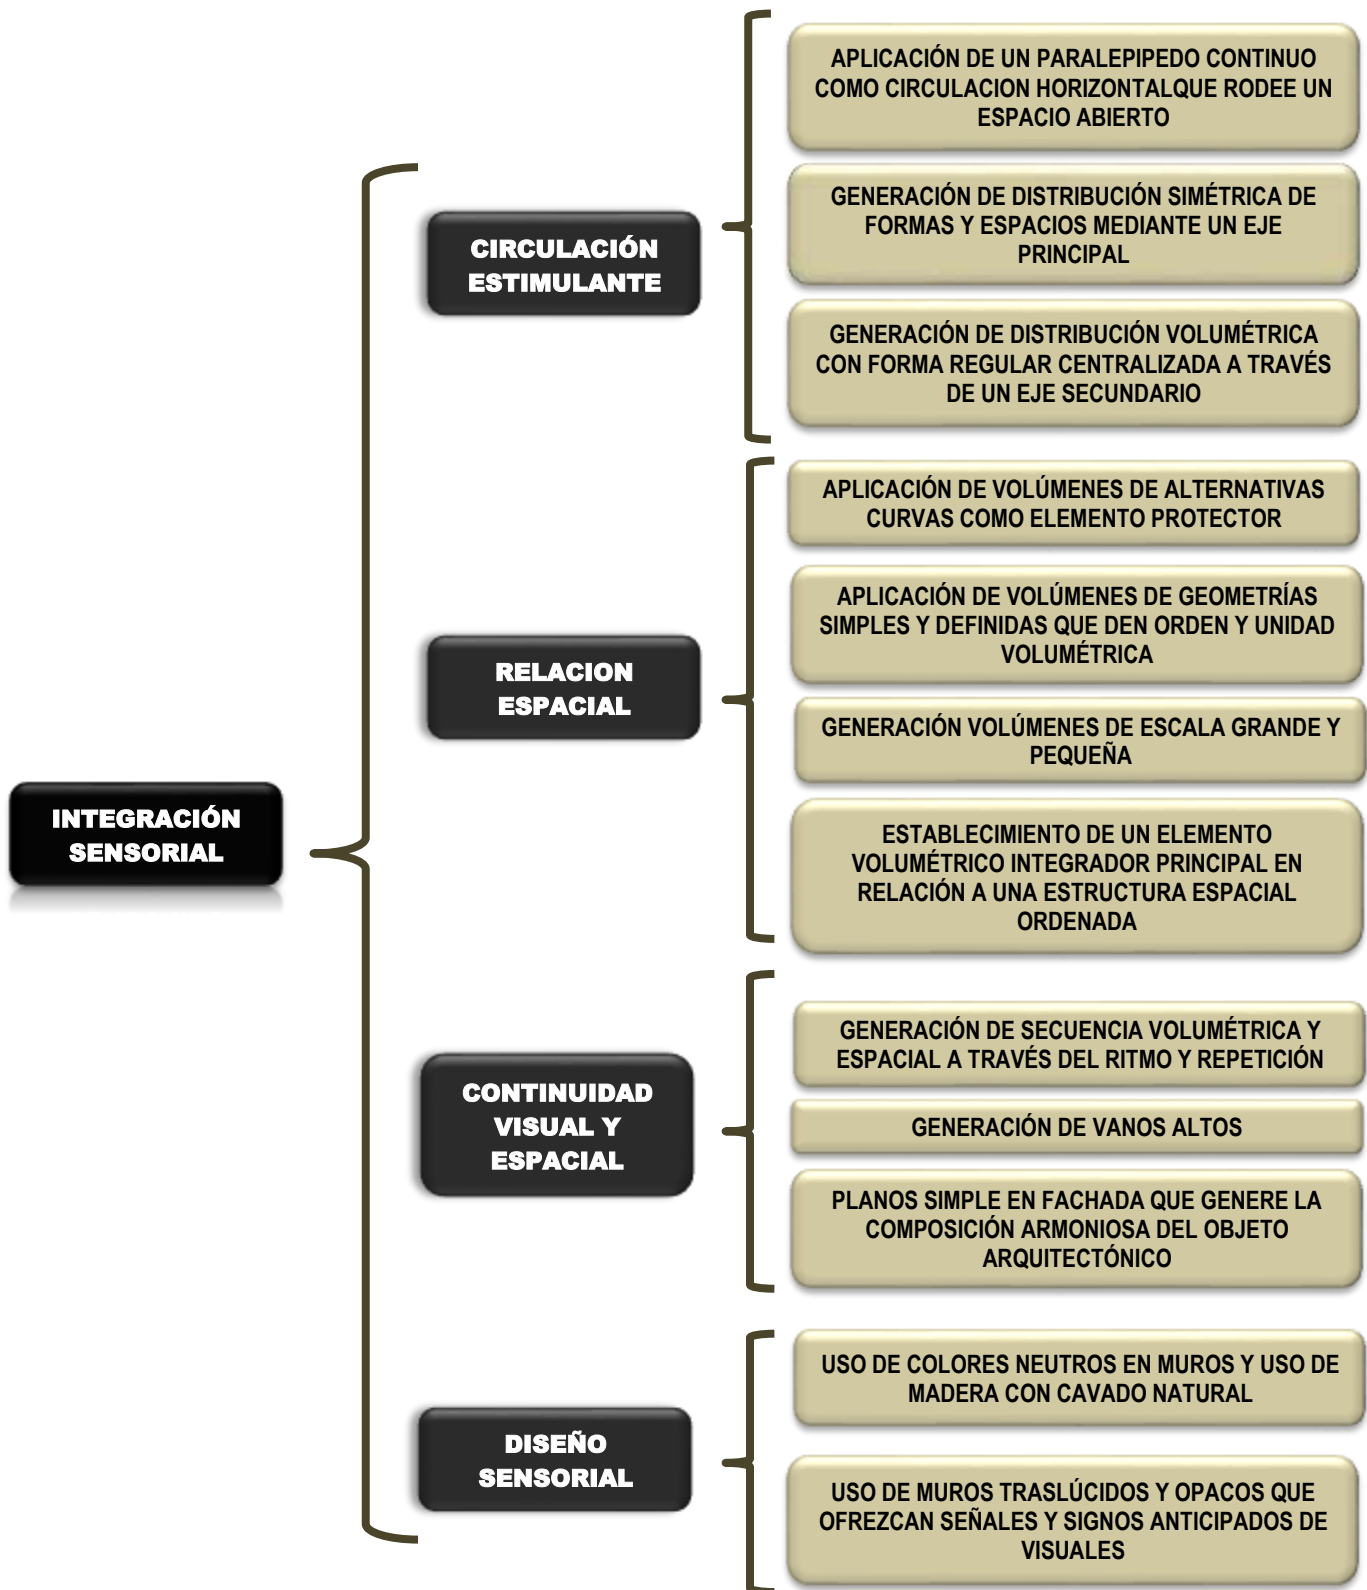 INTEGRACIÓN
SENSORIAL
CIRCULACIÓN
ESTIMULANTE
APLICACIÓN DE UN PARALEPIPEDO CONTINUO
COMO CIRCULACION HORIZONTALQUE RODEE UN
ESPACIO ABIERTO
GENERACIÓN DE DISTRIBUCIÓN SIMÉTRICA DE
FORMAS Y ESPACIOS MEDIANTE UN EJE
PRINCIPAL
GENERACIÓN DE DISTRIBUCIÓN VOLUMÉTRICA
CON FORMA REGULAR CENTRALIZADA A TRAVÉS
DE UN EJE SECUNDARIO
RELACION
ESPACIAL
APLICACIÓN DE VOLÚMENES DE ALTERNATIVAS
CURVAS COMO ELEMENTO PROTECTOR
APLICACIÓN DE VOLÚMENES DE GEOMETRÍAS
SIMPLES Y DEFINIDAS QUE DEN ORDEN Y UNIDAD
VOLUMÉTRICA
GENERACIÓN VOLÚMENES DE ESCALA GRANDE Y
PEQUEÑA
ESTABLECIMIENTO DE UN ELEMENTO
VOLUMÉTRICO INTEGRADOR PRINCIPAL EN
RELACIÓN A UNA ESTRUCTURA ESPACIAL
ORDENADA
CONTINUIDAD
VISUAL Y
ESPACIAL
GENERACIÓN DE SECUENCIA VOLUMÉTRICA Y
ESPACIAL A TRAVÉS DEL RITMO Y REPETICIÓN
GENERACIÓN DE VANOS ALTOS
PLANOS SIMPLE EN FACHADA QUE GENERE LA
COMPOSICIÓN ARMONIOSA DEL OBJETO
ARQUITECTÓNICO
DISEÑO
SENSORIAL
USO DE COLORES NEUTROS EN MUROS Y USO DE
MADERA CON CAVADO NATURAL
USO DE MUROS TRASLÚCIDOS Y OPACOS QUE
OFREZCAN SEÑALES Y SIGNOS ANTICIPADOS DE
VISUALES